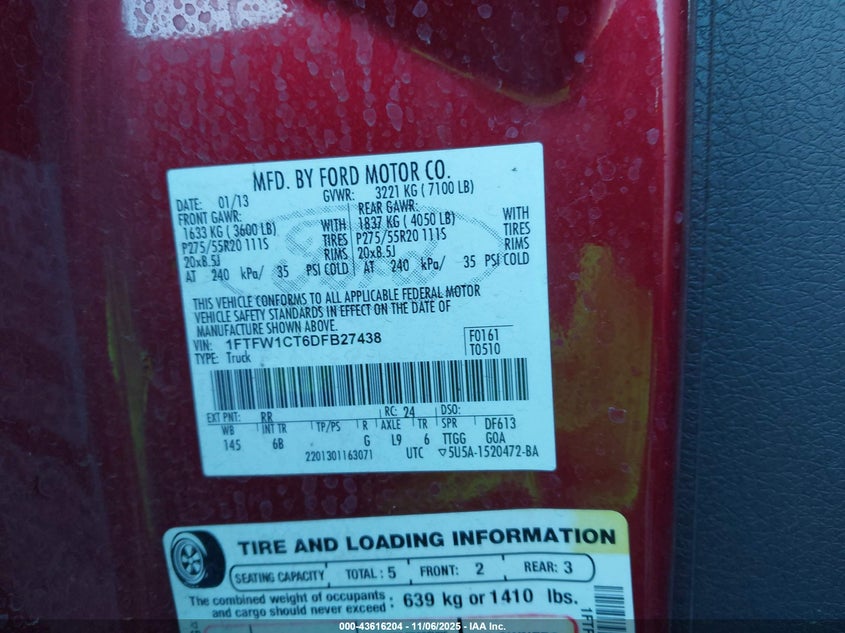 MFD. BY FORD MOTOR CO.
DATE: 01/13 GVWR: 3221 KG (7100 LB)
FRONT GAWR: REAR GAWR:
1633 KG (3600 LB) WITH 1837 KG (4050 LB) WITH
P275/55R20 111S TIRES P275/55R20 111S TIRES
20x8.5J RIMS 20x8.5J RIMS
AT 240 kPa/ 35 PSI COLD AT 240 kPa/ 35 PSI COLD
THIS VEHICLE CONFORMS TO ALL APPLICABLE FEDERAL MOTOR
VEHICLE SAFETY STANDARDS IN EFFECT ON THE DATE OF
MANUFACTURE SHOWN ABOVE.
VIN: 1FTFW1CT6DFB27438 F0161
TYPE: Truck T0510
EXT PNT: RR RC: 24 DSO:
WB INT TR TP/PS R AXLE TR SPR DF613
145 6B G L9 6 TTGG GOA
2201301163071 UTC ▽5U5A-1520472-BA
TIRE AND LOADING INFORMATION
SEATING CAPACITY TOTAL : 5 FRONT: 2 REAR: 3
The combined weight of occupants
and cargo should never exceed : 639 kg or 1410 lbs.
000-43616204 - 11/06/2025 - IAA Inc.